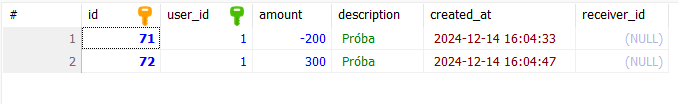 # id user_id amount description created_at receiver_id
1 71 1 -200 Próba 2024-12-14 16:04:33 (NULL)
2 72 1 300 Próba 2024-12-14 16:04:47 (NULL)